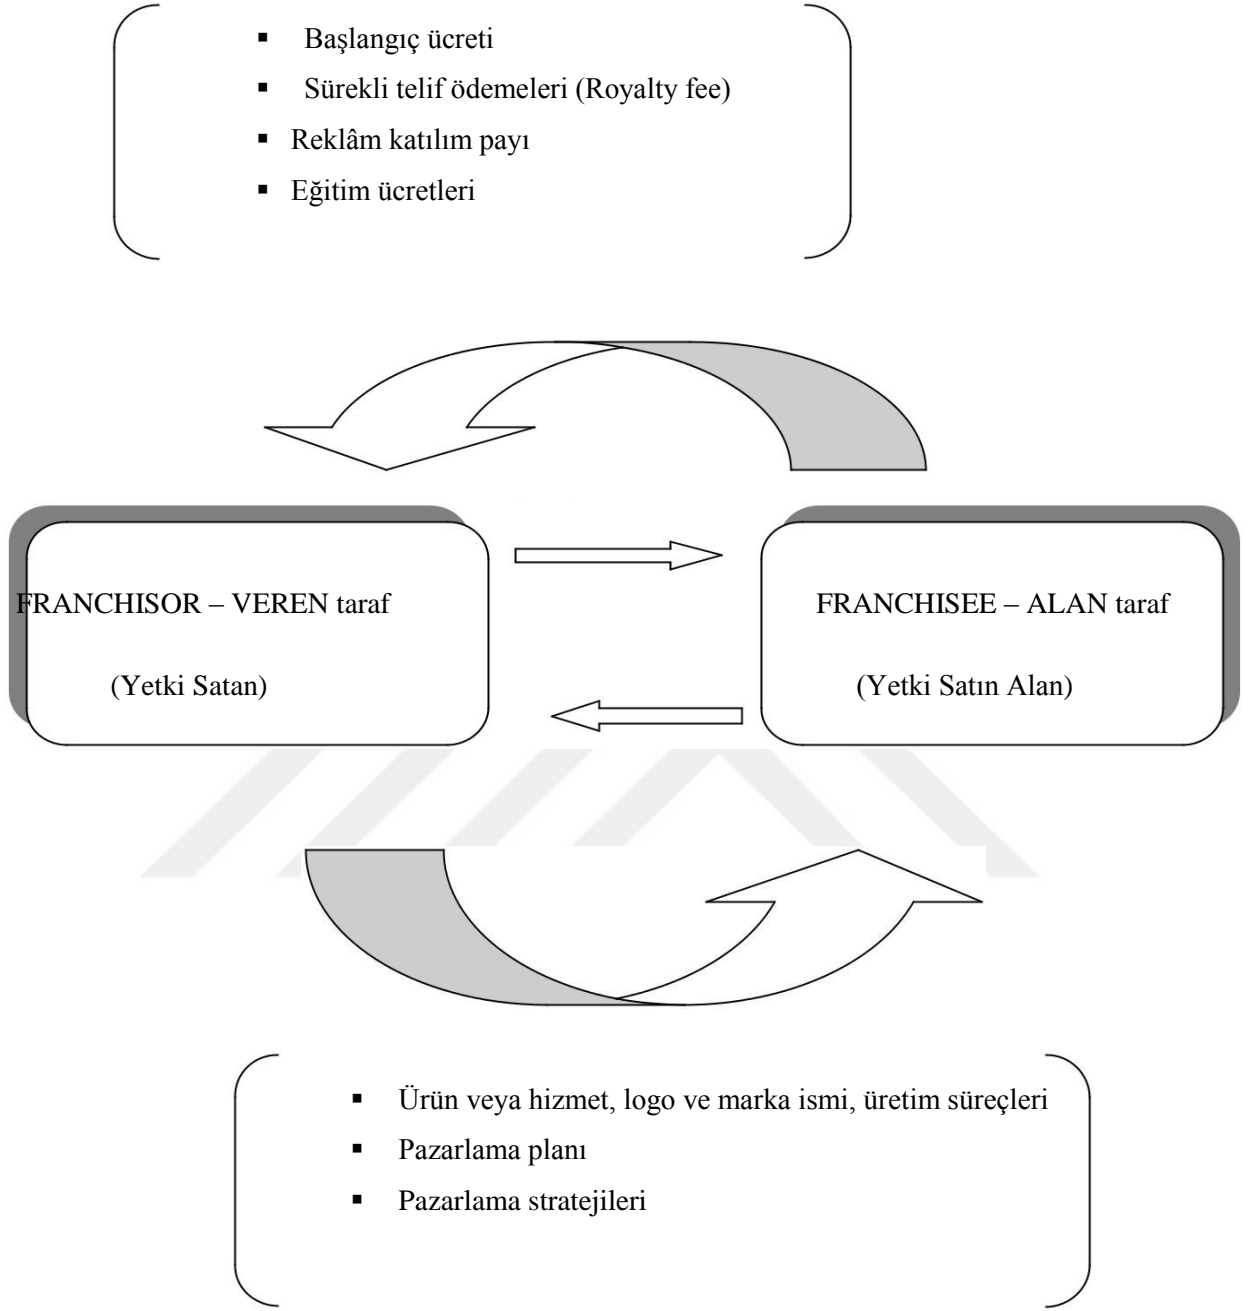 Başlangıç ücreti
Sürekli telif ödemeleri (Royalty fee)
Reklâm katılım payı
Eğitim ücretleri
FRANCHISOR – VEREN taraf
(Yetki Satan)
FRANCHISEE – ALAN taraf
(Yetki Satın Alan)
Ürün veya hizmet, logo ve marka ismi, üretim süreçleri
Pazarlama planı
Pazarlama stratejileri